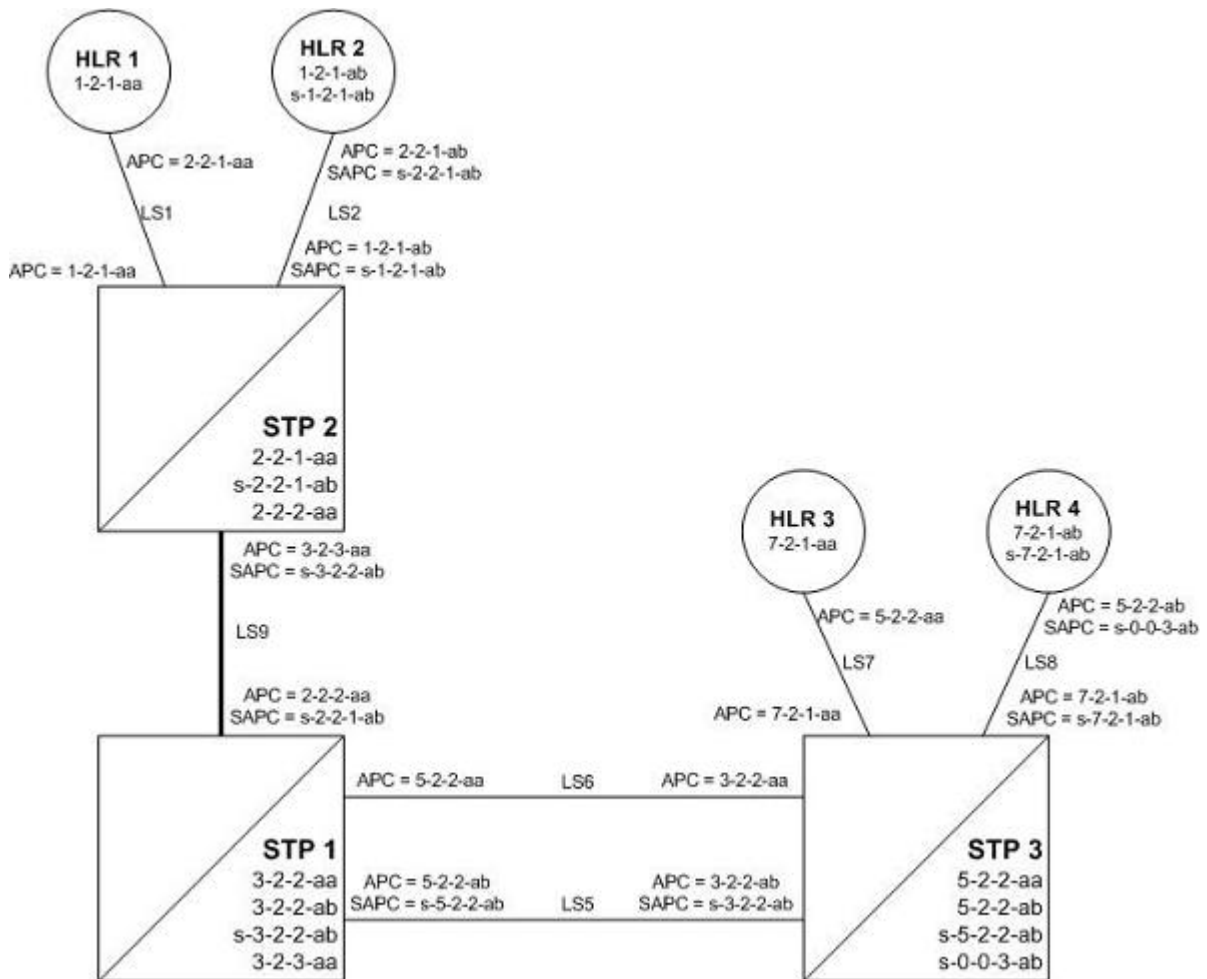 HLR 1
1-2-1-aa
HLR 2
1-2-1-ab
s-1-2-1-ab
APC = 2-2-1-aa
APC = 2-2-1-ab
SAPC = s-2-2-1-ab
LS1
LS2
APC = 1-2-1-aa
APC = 1-2-1-ab
SAPC = s-1-2-1-ab
STP 2
2-2-1-aa
s-2-2-1-ab
2-2-2-aa
APC = 3-2-3-aa
SAPC = s-3-2-2-ab
LS9
APC = 2-2-2-aa
SAPC = s-2-2-1-ab
HLR 3
7-2-1-aa
HLR 4
7-2-1-ab
s-7-2-1-ab
APC = 5-2-2-aa
APC = 5-2-2-ab
SAPC = s-0-0-3-ab
LS7
LS8
APC = 7-2-1-aa
APC = 7-2-1-ab
SAPC = s-7-2-1-ab
APC = 5-2-2-aa
LS6
APC = 3-2-2-aa
STP 1
3-2-2-aa
3-2-2-ab
s-3-2-2-ab
3-2-3-aa
APC = 5-2-2-ab
SAPC = s-5-2-2-ab
LS5
APC = 3-2-2-ab
SAPC = s-3-2-2-ab
STP 3
5-2-2-aa
5-2-2-ab
s-5-2-2-ab
s-0-0-3-ab